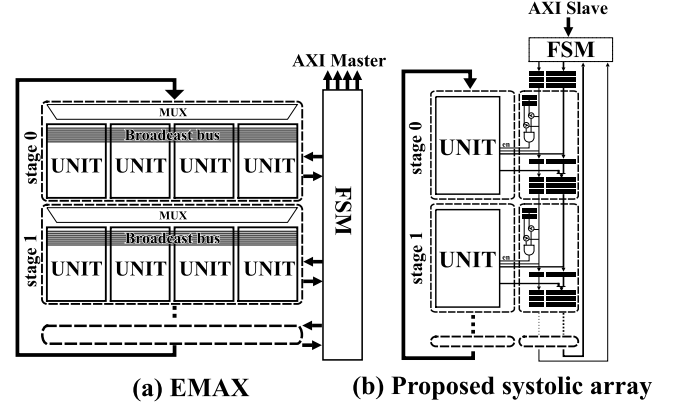 AXI Slave
FSM
AXI Master
MUX
Broadcast bus
UNIT UNIT UNIT UNIT
stage 0
MUX
Broadcast bus
UNIT UNIT UNIT UNIT
stage 1
FSM
stage 0
UNIT
en
stage 1
UNIT
en
(a) EMAX
(b) Proposed systolic array